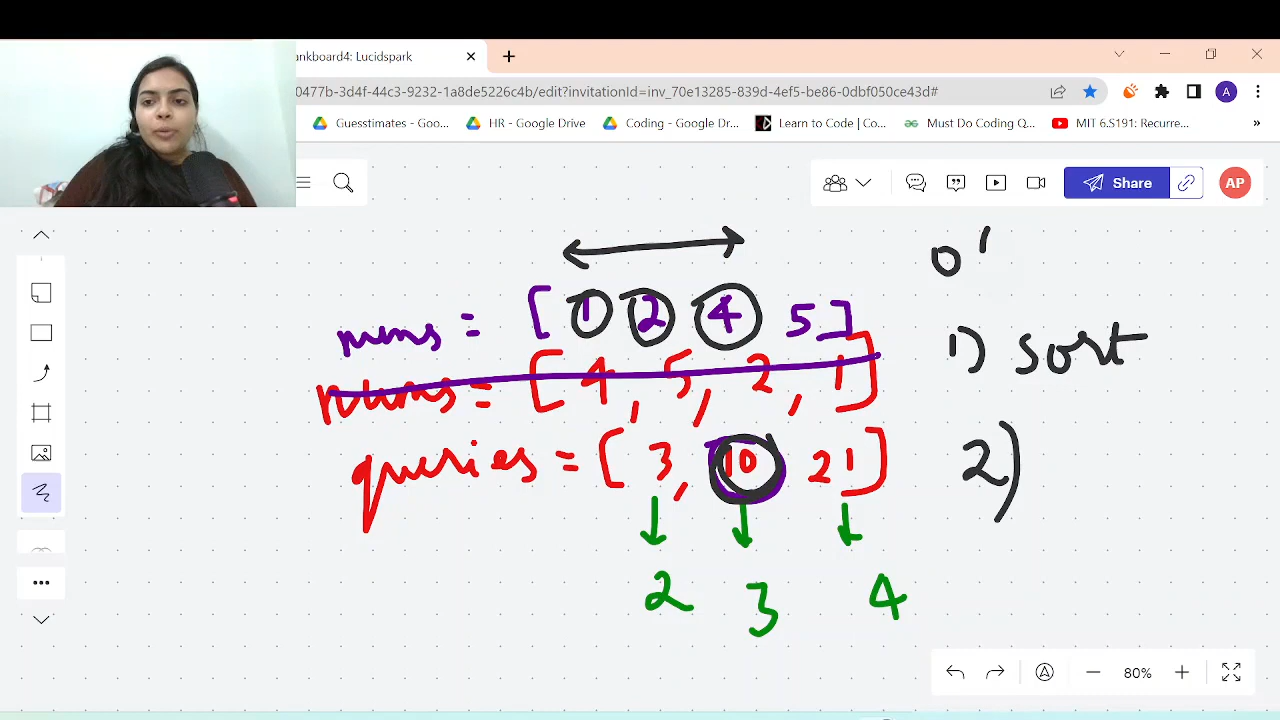 ankboard4: Lucidspark
0477b-3d4f-44c3-9232-1a8de5226c4b/edit?invitationId=inv_70e13285-839d-4ef5-be86-0dbf050ce43d#
A
Guesstimates - Goo...
HR - Google Drive
Coding - Google Dr...
Learn to Code | Do...
Must Do Coding Q...
MIT 6.S191: Recurre...
»
Share
AP
0'
nums = [ 1 2 4 5 ]
1) sort
nums = [ 4 , 5 , 2 , 1 ]
queries = [ 3 , 10 21 ]
2)
2 3 4
80%